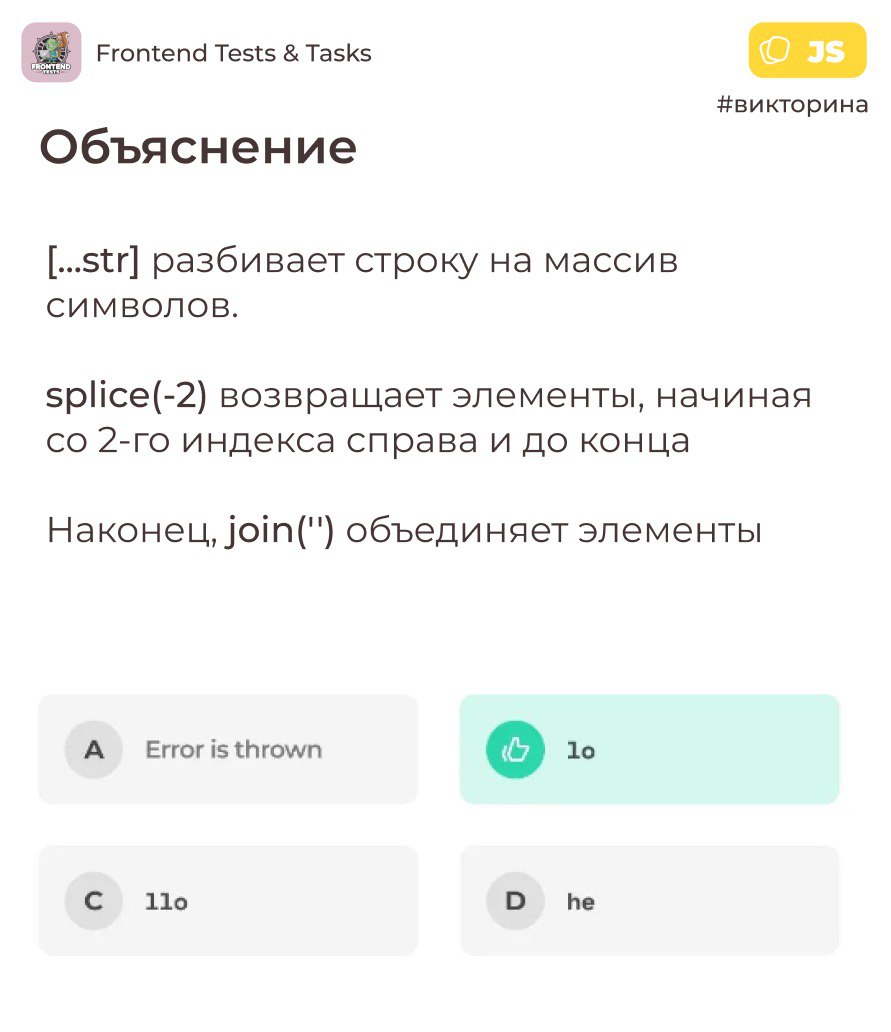 FRONTEND
TESTS
Frontend Tests & Tasks
JS
#викторина
Объяснение
[...str] разбивает строку на массив
символов.
splice(-2) возвращает элементы, начиная
со 2-го индекса справа и до конца
Наконец, join('') объединяет элементы
A Error is thrown
lo
C llo
D he